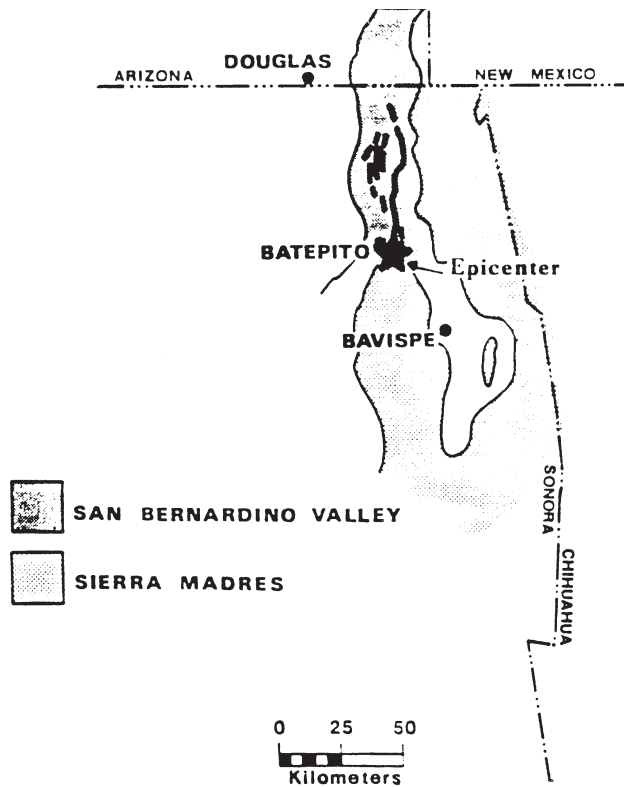 DOUGLAS
ARIZONA
NEW MEXICO
BATEPITO
Epicenter
BAVISPE
SONORA
CHIHUAHUA
SAN BERNARDINO VALLEY
SIERRA MADRES
0 25 50
Kilometers